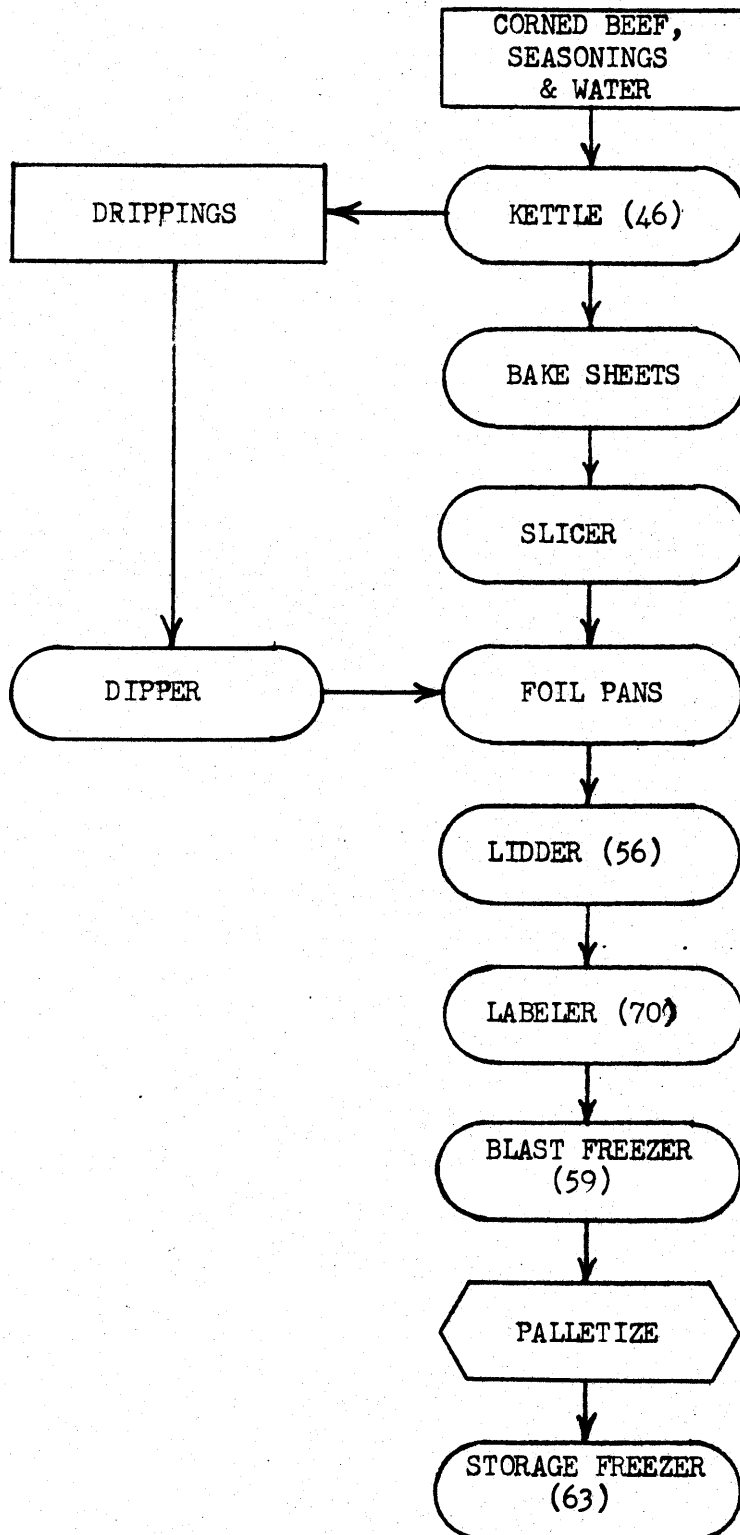 CORNED BEEF,
SEASONINGS
& WATER
DRIPPINGS
KETTLE (46)
BAKE SHEETS
SLICER
DIPPER
FOIL PANS
LIDDER (56)
LABELER (70)
BLAST FREEZER
(59)
PALLETIZE
STORAGE FREEZER
(63)